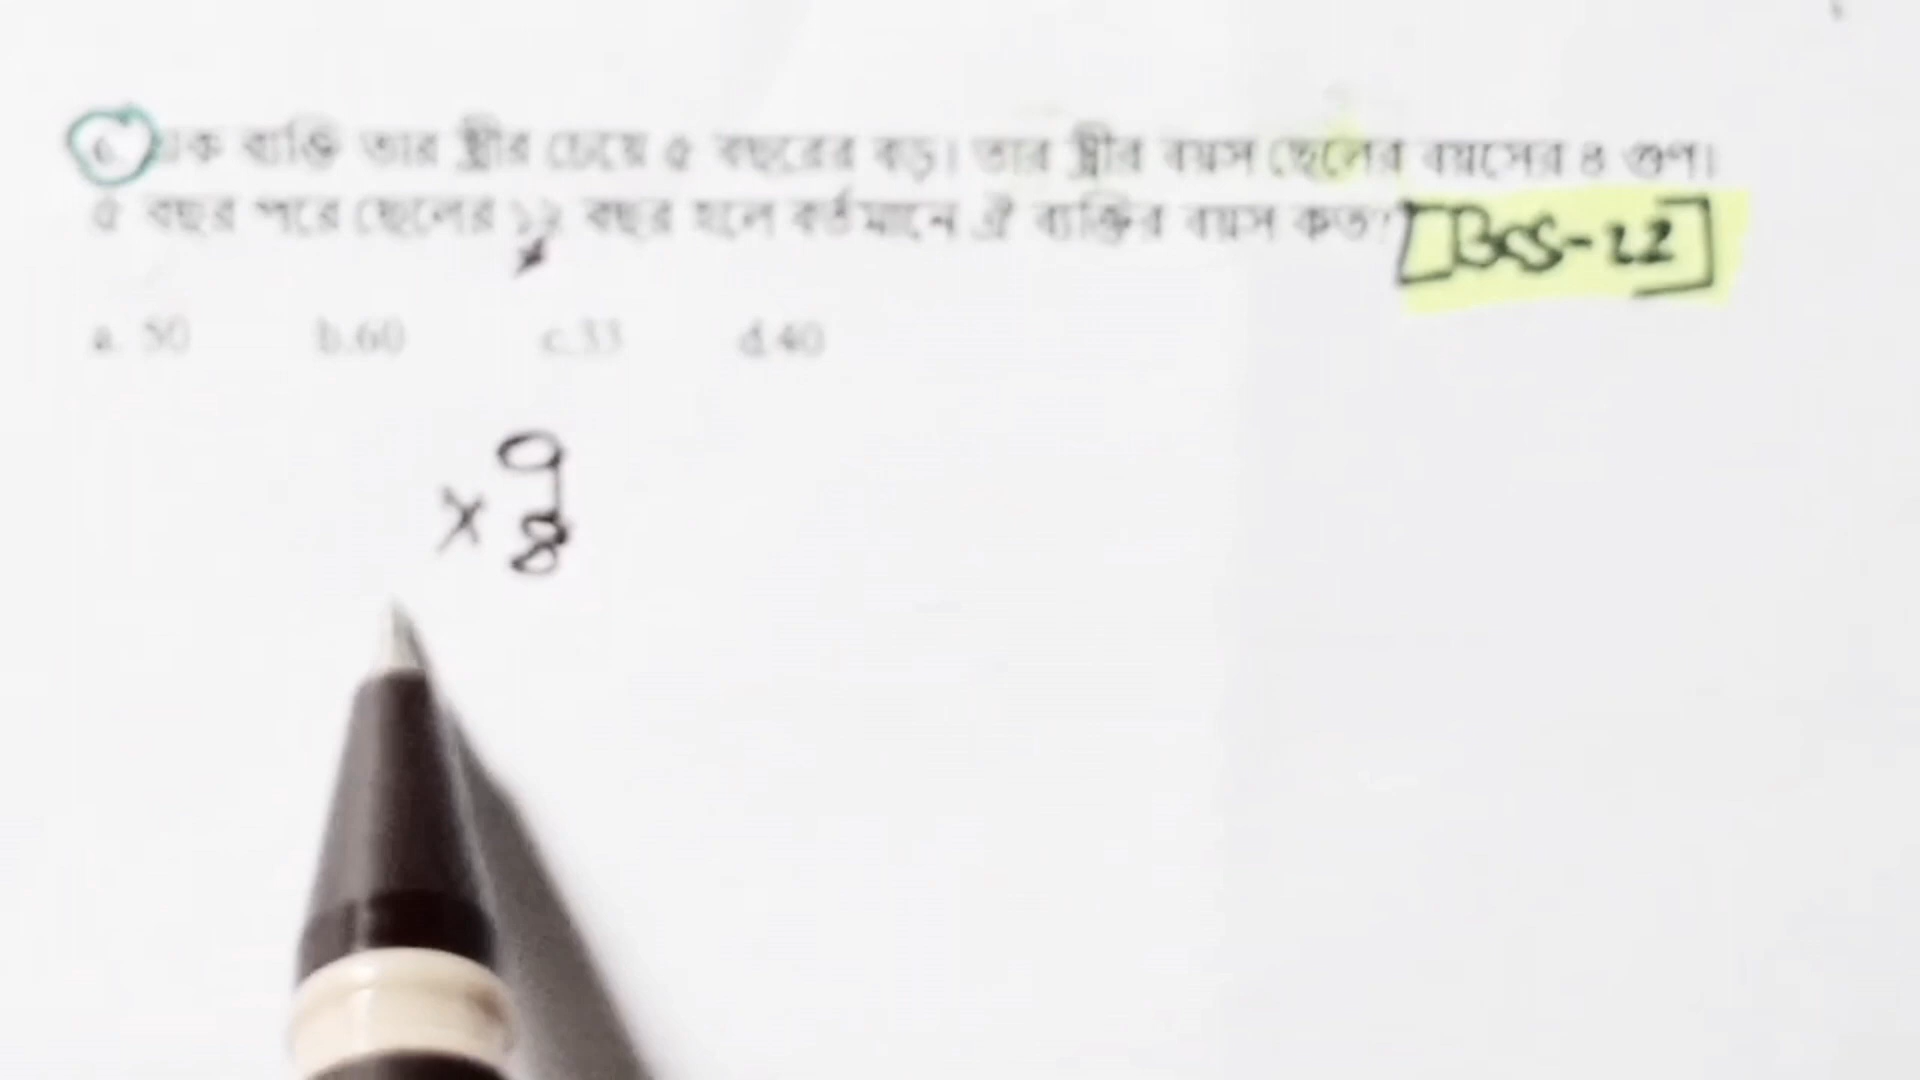 ৬. এক ব্যক্তি তার স্ত্রীর চেয়ে ৫ বছরের বড়। তার স্ত্রীর বয়স ছেলের বয়সের ৪ গুণ।
৫ বছর পরে ছেলের ১২ বছর হলে বর্তমানে ঐ ব্যক্তির বয়স কত? [BCS-22]
a. 50 b.60 c.33 d.40
৭
× ৪